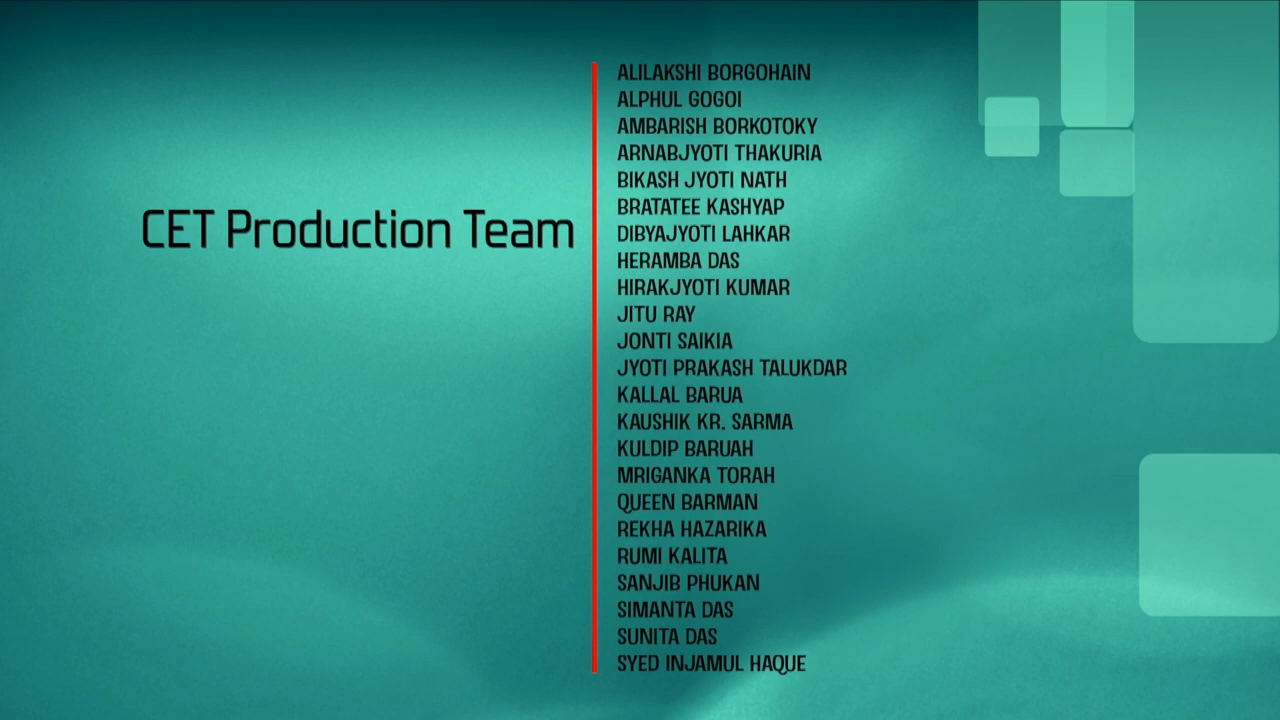 CET Production Team
ALILAKSHI BORGOHAIN
ALPHUL GOGOI
AMBARISH BORKOTOKY
ARNABJYOTI THAKURIA
BIKASH JYOTI NATH
BRATATEE KASHYAP
DIBYAJYOTI LAHKAR
HERAMBA DAS
HIRAKJYOTI KUMAR
JITU RAY
JONTI SAIKIA
JYOTI PRAKASH TALUKDAR
KALLAL BARUA
KAUSHIK KR. SARMA
KULDIP BARUAH
MRIGANKA TORAH
QUEEN BARMAN
REKHA HAZARIKA
RUMI KALITA
SANJIB PHUKAN
SIMANTA DAS
SUNITA DAS
SYED INJAMUL HAQUE